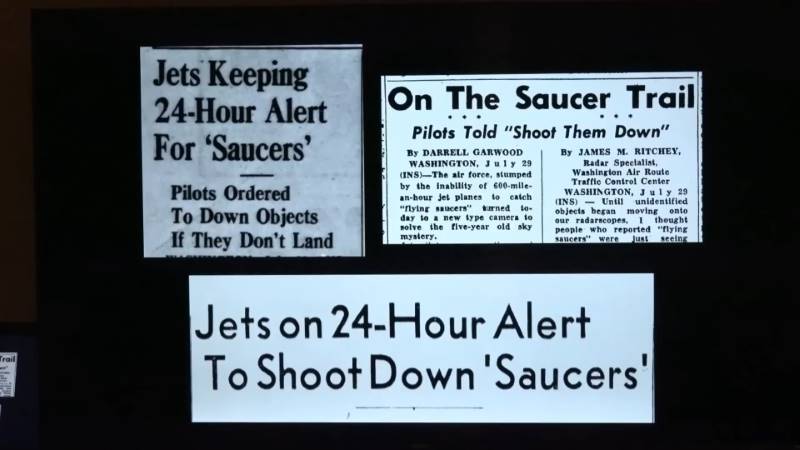 Jets Keeping
24-Hour Alert
For 'Saucers'
Pilots Ordered
To Down Objects
If They Don't Land
On The Saucer Trail
Pilots Told "Shoot Them Down"
By DARRELL GARWOOD
WASHINGTON, July 29
(INS)—The air force, stumped
by the inability of 600-mile-
an-hour jet planes to catch
"flying saucers" turned to-
day to a new type camera to
solve the five-year old sky
mystery.
By JAMES M. RITCHEY,
Radar Specialist,
Washington Air Route
Traffic Control Center
WASHINGTON, July 29
(INS) — Until unidentified
objects began moving onto
our radarscopes, I thought
people who reported "flying
saucers" were just seeing
Jets on 24-Hour Alert
To Shoot Down 'Saucers'
Trail